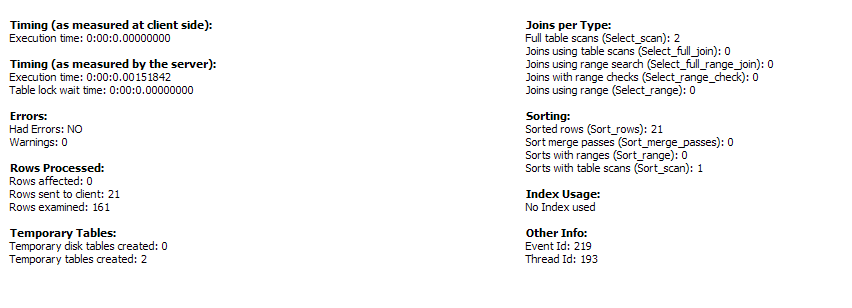 Timing (as measured at client side):
Execution time: 0:00:0.00000000
Timing (as measured by the server):
Execution time: 0:00:0.00151842
Table lock wait time: 0:00:0.00000000
Errors:
Had Errors: NO
Warnings: 0
Rows Processed:
Rows affected: 0
Rows sent to client: 21
Rows examined: 161
Temporary Tables:
Temporary disk tables created: 0
Temporary tables created: 2
Joins per Type:
Full table scans (Select_scan): 2
Joins using table scans (Select_full_join): 0
Joins using range search (Select_full_range_join): 0
Joins with range checks (Select_range_check): 0
Joins using range (Select_range): 0
Sorting:
Sorted rows (Sort_rows): 21
Sort merge passes (Sort_merge_passes): 0
Sorts with ranges (Sort_range): 0
Sorts with table scans (Sort_scan): 1
Index Usage:
No Index used
Other Info:
Event Id: 219
Thread Id: 193